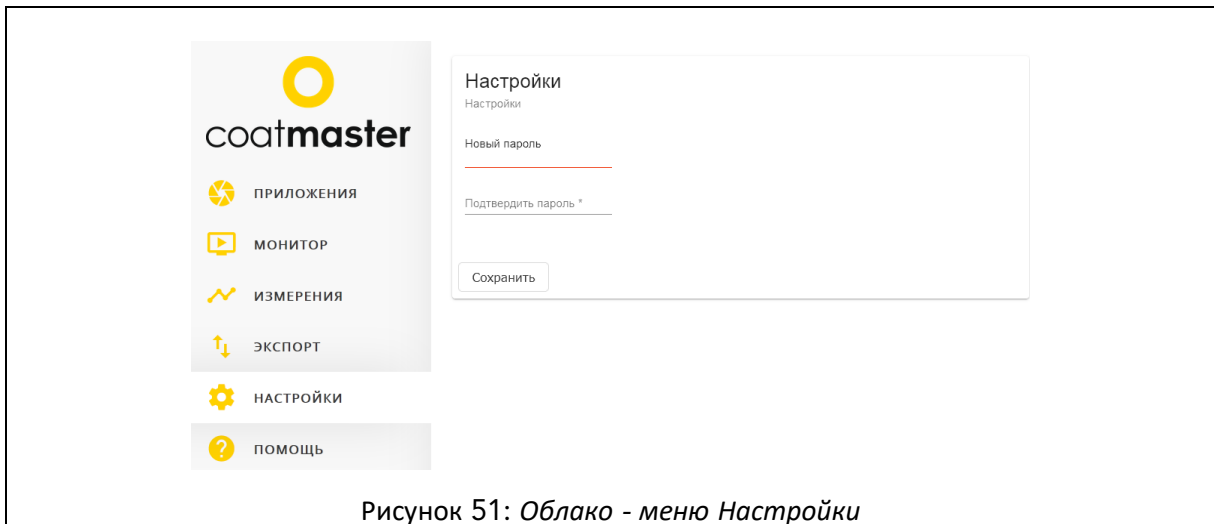 coatmaster
ПРИЛОЖЕНИЯ
МОНИТОР
ИЗМЕРЕНИЯ
ЭКСПОРТ
НАСТРОЙКИ
ПОМОЩЬ
Настройки
Настройки
Новый пароль
Подтвердить пароль *
Сохранить
Рисунок 51: Облако - меню Настройки